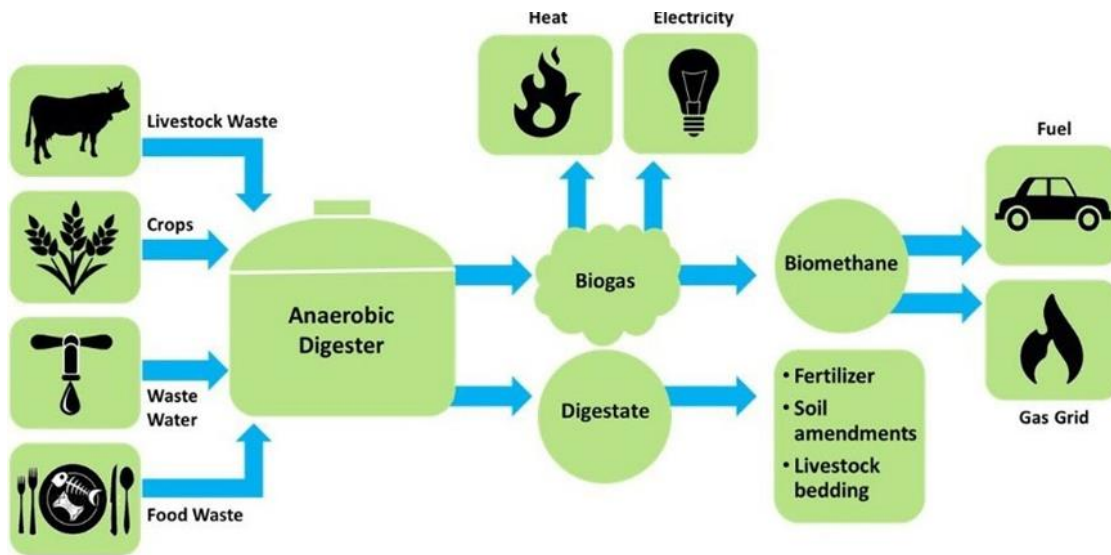 Heat
Electricity
Livestock Waste
Crops
Waste
Water
Food Waste
Anaerobic
Digester
Biogas
Digestate
Biomethane
• Fertilizer
• Soil
amendments
• Livestock
bedding
Fuel
Gas Grid